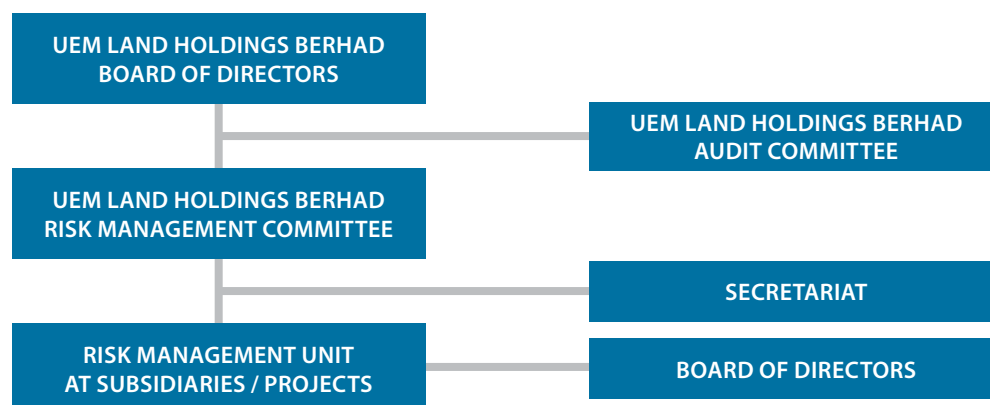 UEM LAND HOLDINGS BERHAD
BOARD OF DIRECTORS
UEM LAND HOLDINGS BERHAD
AUDIT COMMITTEE
UEM LAND HOLDINGS BERHAD
RISK MANAGEMENT COMMITTEE
SECRETARIAT
RISK MANAGEMENT UNIT
AT SUBSIDIARIES / PROJECTS
BOARD OF DIRECTORS